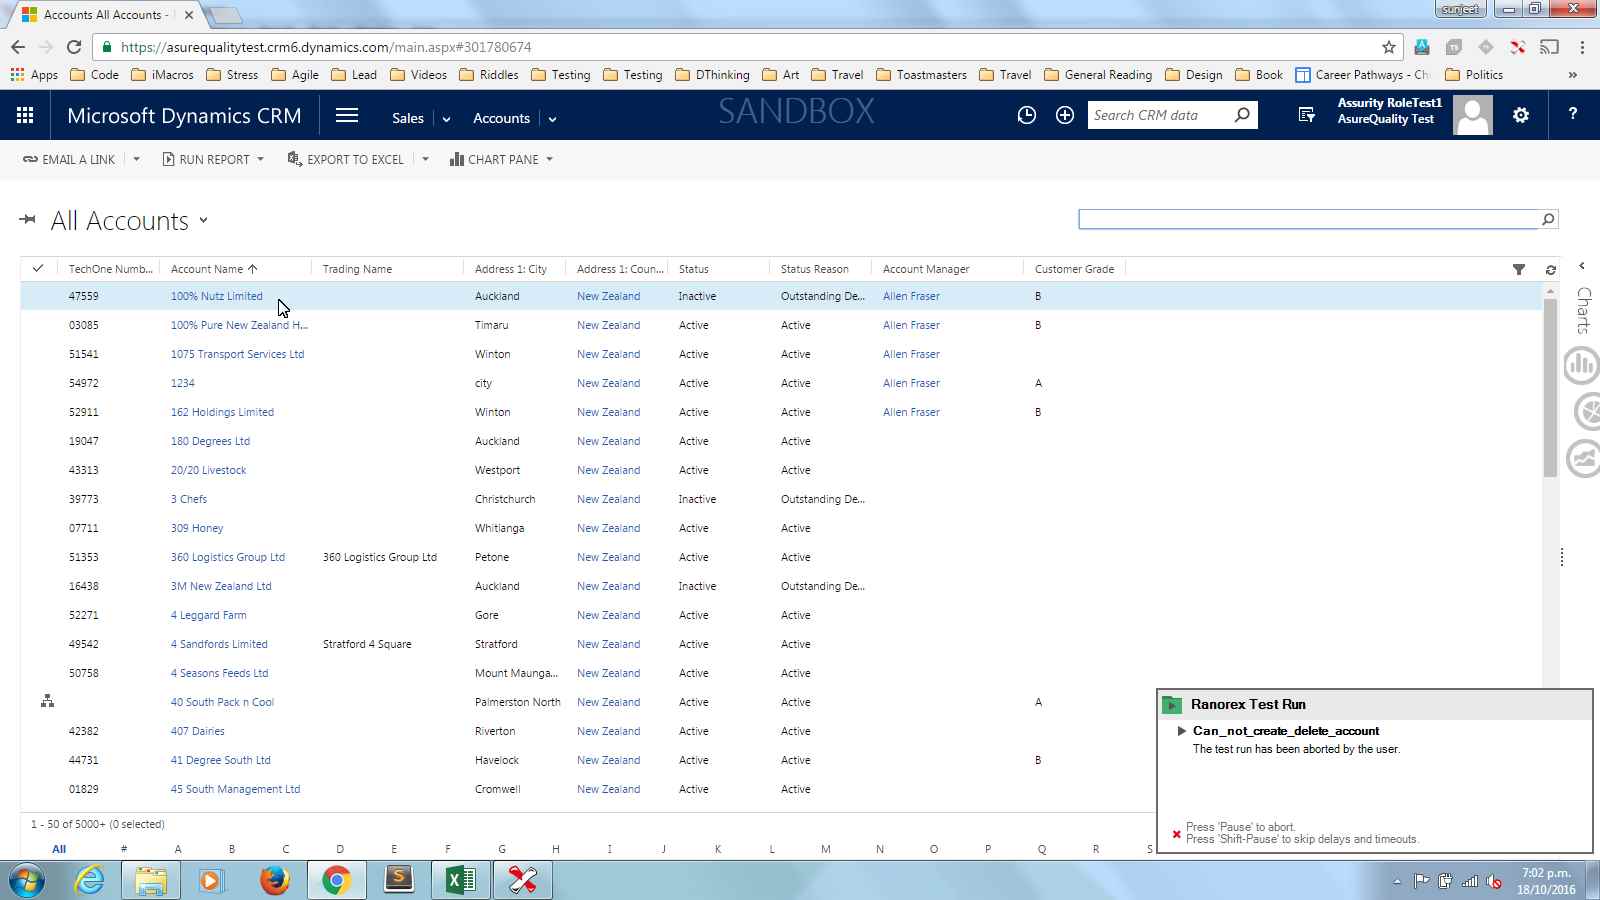 Accounts All Accounts -
sunjeet
https://asurequalitytest.crm6.dynamics.com/main.aspx#301780674
Apps Code iMacros Stress Agile Lead Videos Riddles Testing Testing DThinking Art Travel Toastmasters Travel General Reading Design Book Career Pathways - Politics »
Microsoft Dynamics CRM Sales Accounts SANDBOX Search CRM data Assurity RoleTest1 ?
AsureQuality Test
EMAIL A LINK RUN REPORT EXPORT TO EXCEL CHART PANE
All Accounts
TechOne Numb... Account Name Trading Name Address 1: City Address 1: Coun... Status Status Reason Account Manager Customer Grade
Charts
47559 100% Nutz Limited Auckland New Zealand Inactive Outstanding De... Allen Fraser B
03085 100% Pure New Zealand H... Timaru New Zealand Active Active Allen Fraser B
51541 1075 Transport Services Ltd Winton New Zealand Active Active Allen Fraser
54972 1234 city New Zealand Active Active Allen Fraser A
52911 162 Holdings Limited Winton New Zealand Active Active Allen Fraser B
19047 180 Degrees Ltd Auckland New Zealand Active Active
43313 20/20 Livestock Westport New Zealand Active Active
39773 3 Chefs Christchurch New Zealand Inactive Outstanding De...
07711 309 Honey Whitianga New Zealand Active Active
51353 360 Logistics Group Ltd 360 Logistics Group Ltd Petone New Zealand Active Active
16438 3M New Zealand Ltd Auckland New Zealand Inactive Outstanding De...
52271 4 Leggard Farm Gore New Zealand Active Active
49542 4 Sandfords Limited Stratford 4 Square Stratford New Zealand Active Active
50758 4 Seasons Feeds Ltd Mount Maunga... New Zealand Active Active
40 South Pack n Cool Palmerston North New Zealand Active Active A
42382 407 Dairies Riverton New Zealand Active Active
44731 41 Degree South Ltd Havelock New Zealand Active Active B
01829 45 South Management Ltd Cromwell New Zealand Active Active
1 - 50 of 5000+ (0 selected)
All # A B C D E F G H I J K L M N O P Q R S
Ranorex Test Run
Can_not_create_delete_account
The test run has been aborted by the user.
Press 'Pause' to abort.
Press 'Shift-Pause' to skip delays and timeouts.
7:02 p.m.
18/10/2016